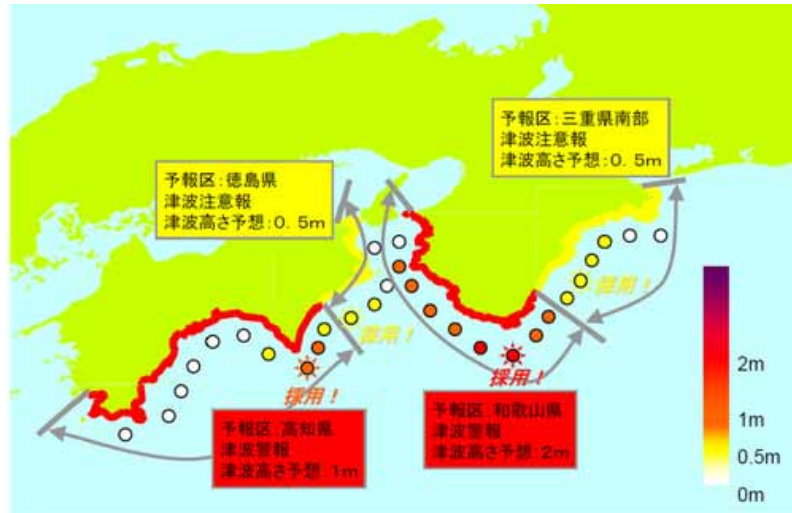 予報区:三重県南部
津波注意報
津波高さ予想:0.5m
予報区:徳島県
津波注意報
津波高さ予想:0.5m
採用!
採用!
採用!
採用!
予報区:高知県
津波警報
津波高さ予想:1m
予報区:和歌山県
津波警報
津波高さ予想:2m
2m
1m
0.5m
0m